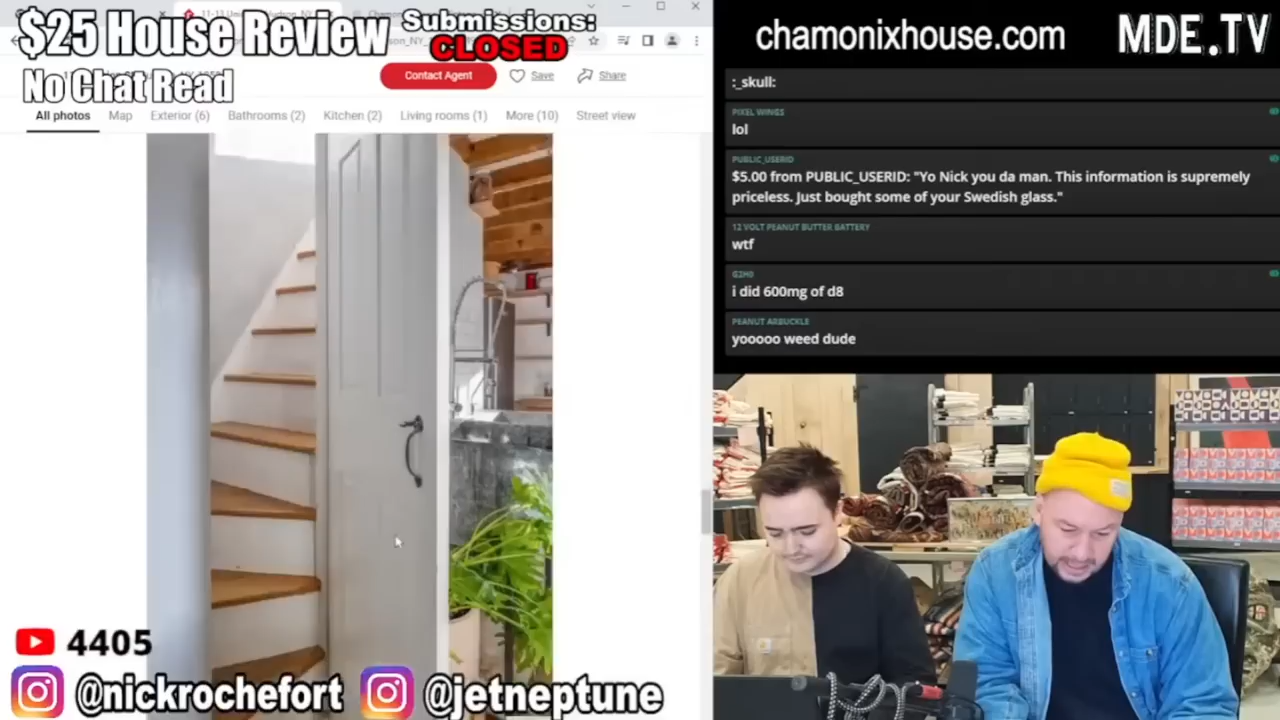 $25 House Review
Submissions:
CLOSED
No Chat Read
Contact Agent
Save
Share
All photos
Map
Exterior (6)
Bathrooms (2)
Kitchen (2)
Living rooms (1)
More (10)
Street view
4405
@nickrochefort
@jetneptune
chamonixhouse.com
MDE.TV
:_skull:
PIXEL WINGS
lol
PUBLIC_USERID
$5.00 from PUBLIC_USERID: "Yo Nick you da man. This information is supremely
priceless. Just bought some of your Swedish glass."
12 VOLT PEANUT BUTTER BATTERY
wtf
G2H0
i did 600mg of d8
PEANUT ARBUCKLE
yooooo weed dude